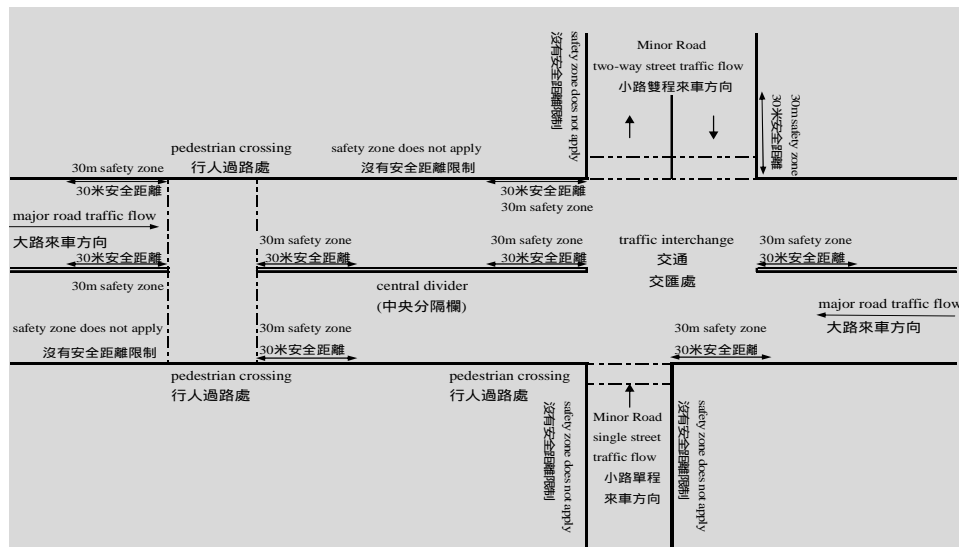 safety zone does not apply
沒有安全距離限制
Minor Road
two-way street traffic flow
小路雙程來車方向
30m safety zone
30米安全距離
pedestrian crossing
行人過路處
safety zone does not apply
沒有安全距離限制
30m safety zone
30米安全距離
30米安全距離
30m safety zone
major road traffic flow
大路來車方向
30米安全距離
30m safety zone
30m safety zone
30米安全距離
30m safety zone
30米安全距離
traffic interchange
交通
交匯處
30m safety zone
30米安全距離
central divider
(中央分隔欄)
major road traffic flow
大路來車方向
safety zone does not apply
沒有安全距離限制
30m safety zone
30米安全距離
30m safety zone
30米安全距離
pedestrian crossing
行人過路處
pedestrian crossing
行人過路處
safety zone does not apply
沒有安全距離限制
Minor Road
single street
traffic flow
小路單程
來車方向
safety zone does not apply
沒有安全距離限制